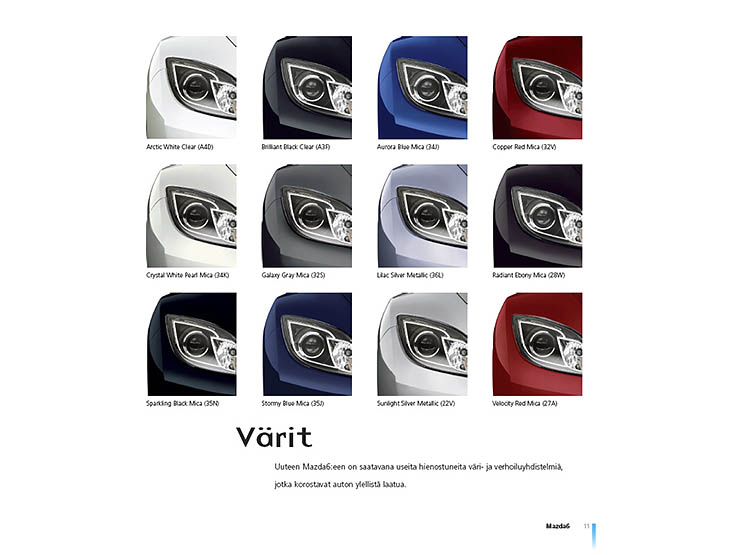 Arctic White Clear (A4D)
Brilliant Black Clear (A3F)
Aurora Blue Mica (34J)
Copper Red Mica (32V)
Crystal White Pearl Mica (34K)
Galaxy Gray Mica (32S)
Lilac Silver Metallic (36L)
Radiant Ebony Mica (28W)
Sparkling Black Mica (35N)
Stormy Blue Mica (35J)
Sunlight Silver Metallic (22V)
Velocity Red Mica (27A)
Värit
Uuteen Mazda6:een on saatavana useita hienostuneita väri- ja verhoiluyhdistelmiä,
jotka korostavat auton ylellistä laatua.
Mazda6 11